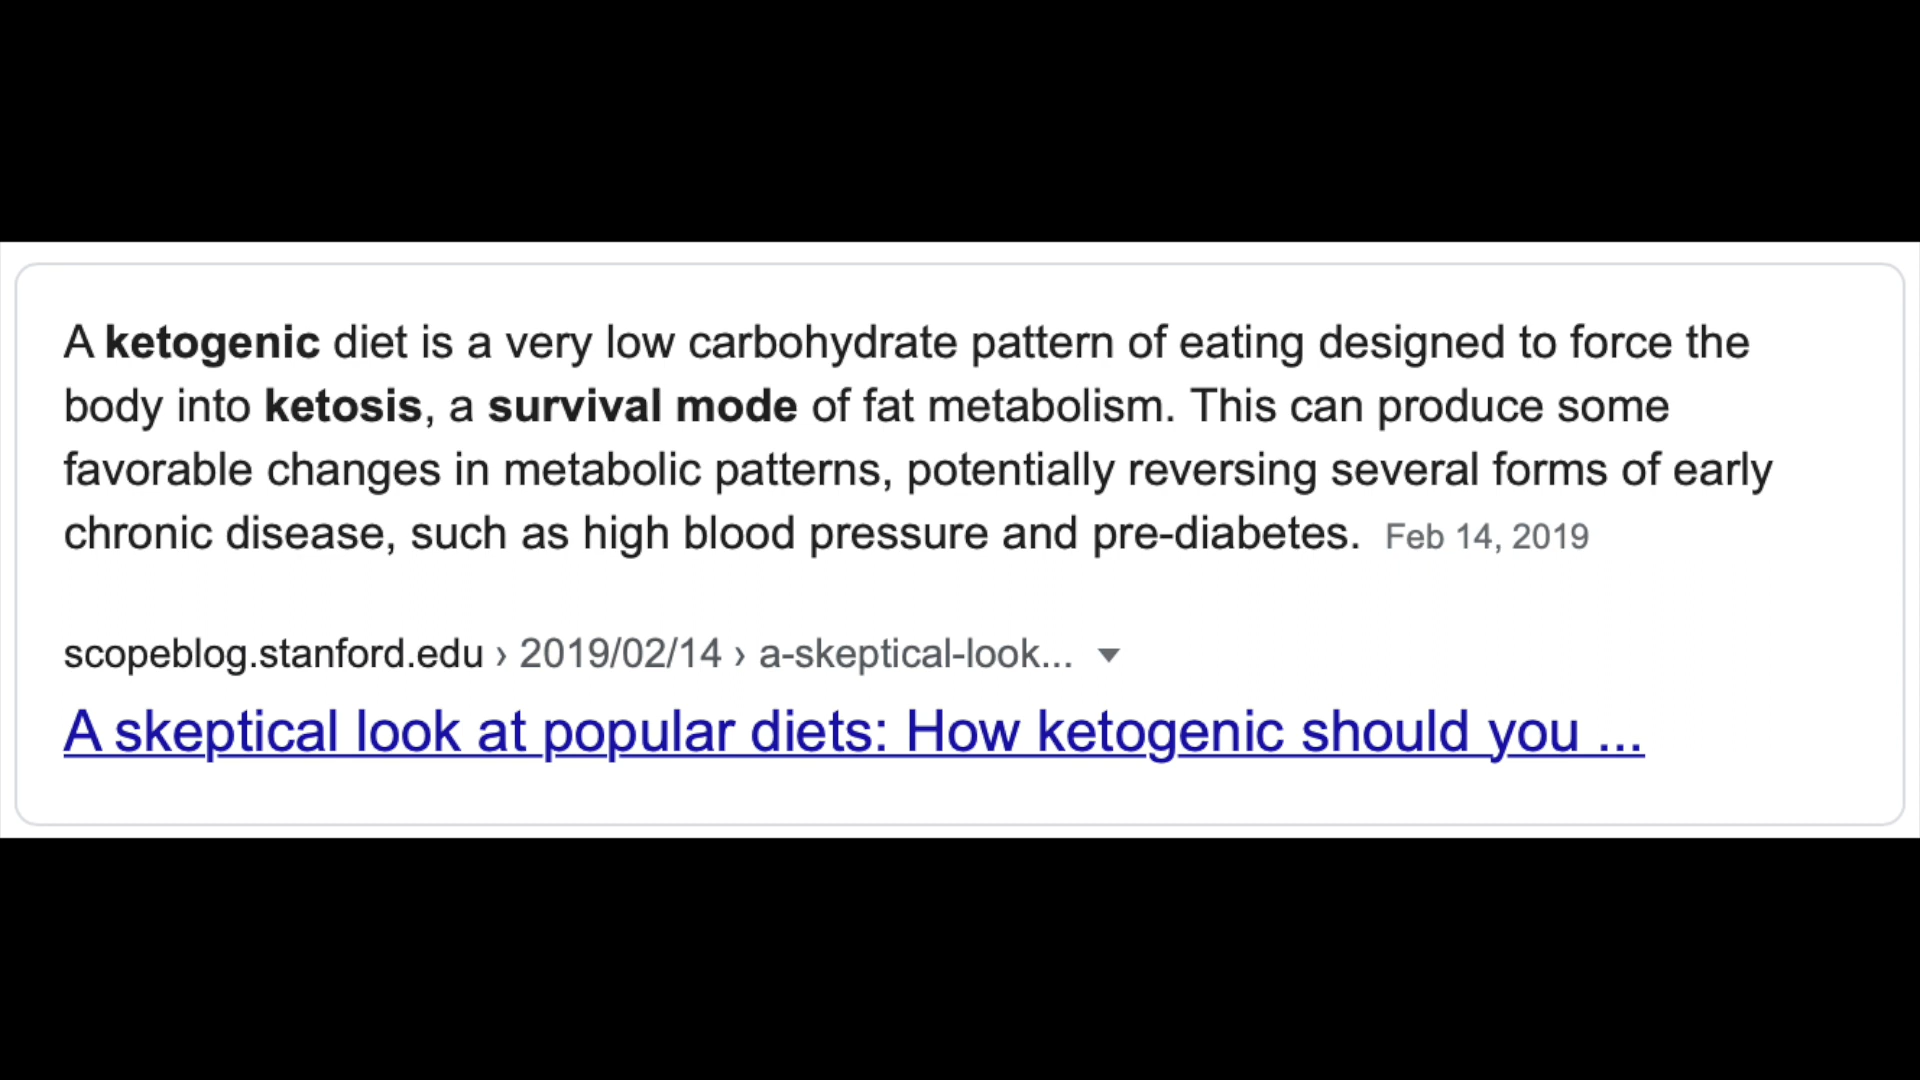 A ketogenic diet is a very low carbohydrate pattern of eating designed to force the
body into ketosis, a survival mode of fat metabolism. This can produce some
favorable changes in metabolic patterns, potentially reversing several forms of early
chronic disease, such as high blood pressure and pre-diabetes. Feb 14, 2019
scopeblog.stanford.edu › 2019/02/14 › a-skeptical-look...
A skeptical look at popular diets: How ketogenic should you ...